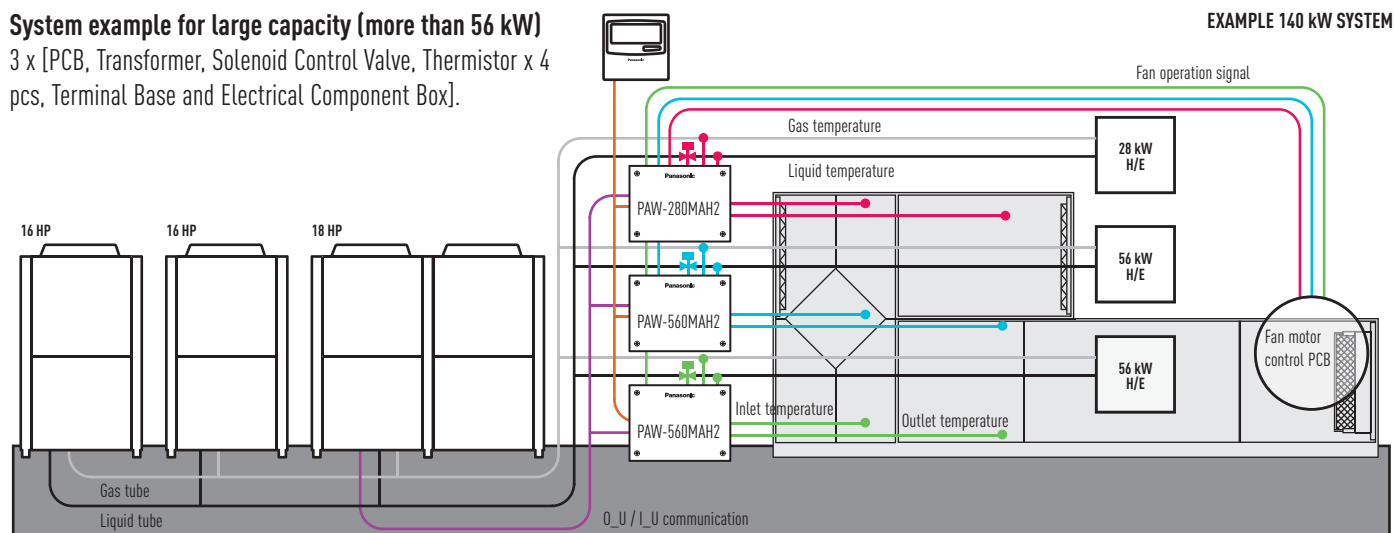 System example for large capacity (more than 56 kW)
3 x [PCB, Transformer, Solenoid Control Valve, Thermistor x 4
pcs, Terminal Base and Electrical Component Box].
EXAMPLE 140 kW SYSTEM
Panasonic
Fan operation signal
Gas temperature
28 kW
H/E
Liquid temperature
Panasonic
PAW-280MAH2
16 HP
16 HP
18 HP
56 kW
H/E
Panasonic
PAW-560MAH2
Fan motor
control PCB
56 kW
H/E
Panasonic
PAW-560MAH2
Inlet temperature
Outlet temperature
Gas tube
Liquid tube
O_U / I_U communication